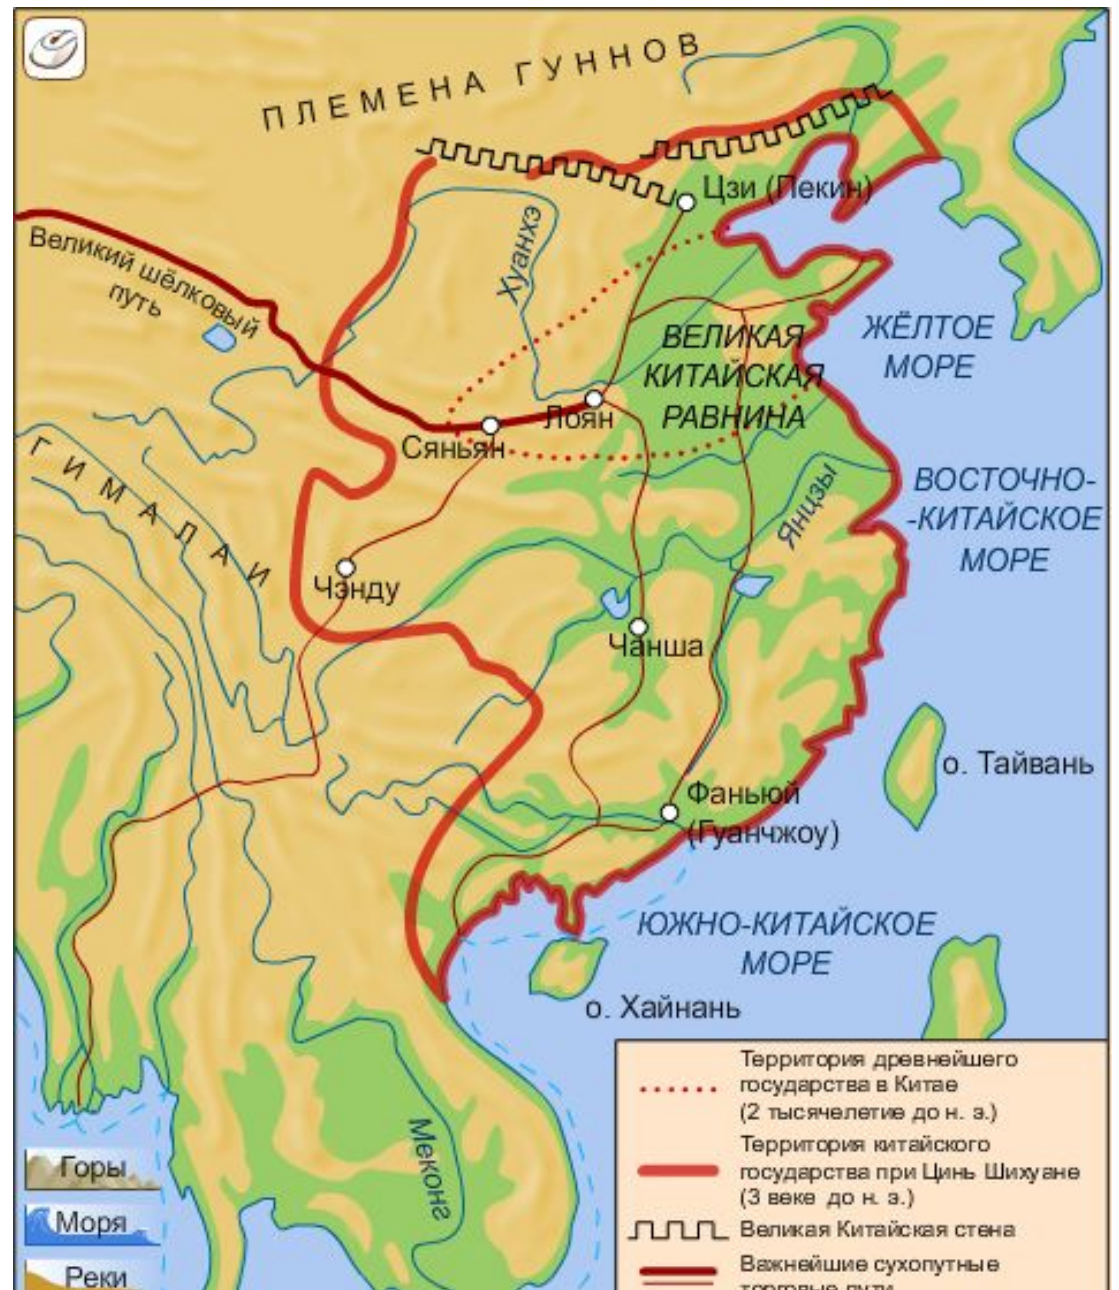 ПЛЕМЕНА ГУННОВ
Цзи (Пекин)
Хуанхэ
Великий шёлковый
путь
ВЕЛИКАЯ
КИТАЙСКАЯ
РАВНИНА
ЖЁЛТОЕ
МОРЕ
Лоян
Сяньян
ГИМАЛАИ
ВОСТОЧНО-
-КИТАЙСКОЕ
МОРЕ
Янцзы
Чэнду
Чанша
о. Тайвань
Фаньюй
(Гуанчжоу)
ЮЖНО-КИТАЙСКОЕ
МОРЕ
о. Хайнань
Меконг
Горы
Моря
Реки
Территория древнейшего
государства в Китае
(2 тысячелетие до н. э.)
Территория китайского
государства при Цинь Шихуане
(3 веке до н. э.)
Великая Китайская стена
Важнейшие сухопутные
торговые пути